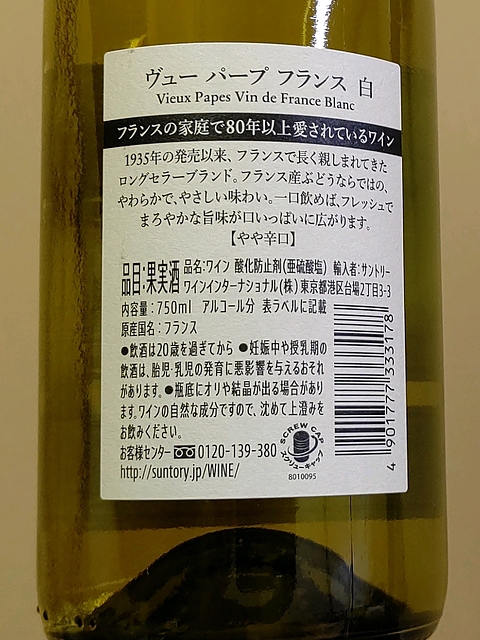 ヴュー パープ フランス 白
Vieux Papes Vin de France Blanc
フランスの家庭で80年以上愛されているワイン
1935年の発売以来、フランスで長く親しまれてきた
ロングセラーブランド。フランス産ぶどうならではの、
やわらかで、やさしい味わい。一口飲めば、フレッシュで
まろやかな旨味が口いっぱいに広がります。
【やや辛口】
品目:果実酒 品名:ワイン 酸化防止剤(亜硫酸塩) 輸入者:サントリー
ワインインターナショナル(株) 東京都港区台場2丁目3-3
内容量:750ml アルコール分 表ラベルに記載
原産国名:フランス
●飲酒は20歳を過ぎてから ●妊娠中や授乳期の
飲酒は、胎児・乳児の発育に悪影響を与えるおそれ
があります。●瓶底にオリや結晶が出る場合があり
ます。ワインの自然な成分ですので、沈めて上澄みを
お飲みください。
お客様センター 0120-139-380
http://suntory.jp/WINE/
SCREW CAP
スクリューキャップ
8010095
4 901777 333178